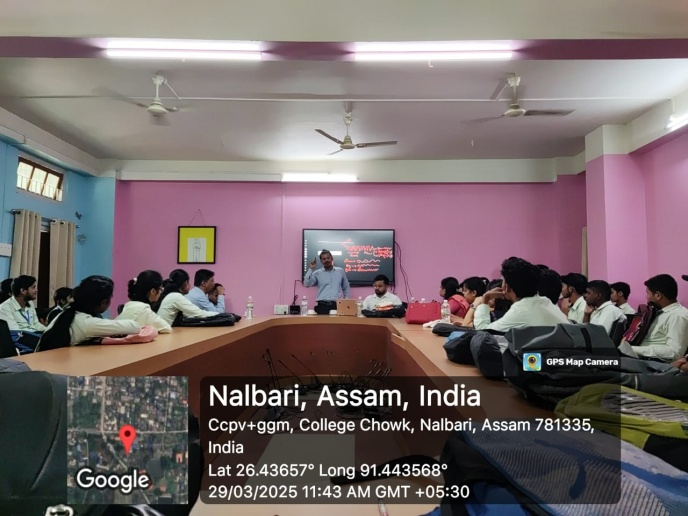 GPS Map Camera
Nalbari, Assam, India
Ccpv+ggm, College Chowk, Nalbari, Assam 781335,
India
Lat 26.43657° Long 91.443568°
29/03/2025 11:43 AM GMT +05:30
Google